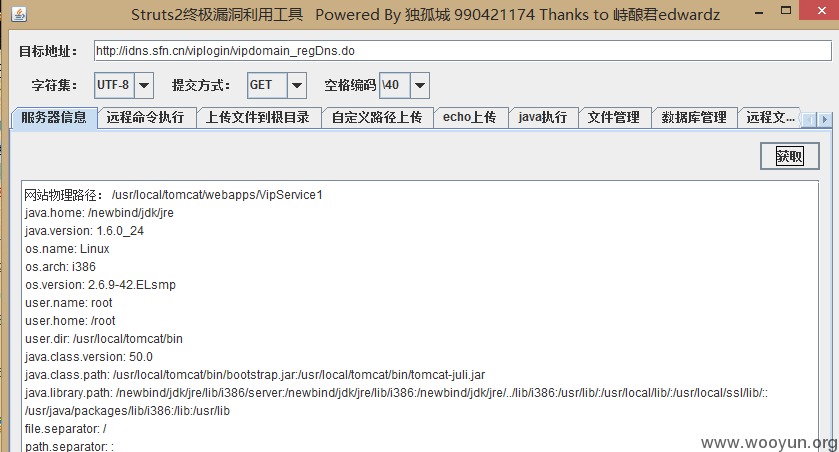 Struts2终极漏洞利用工具 Powered By 独孤城 990421174 Thanks to 峙酿君edwardz
目标地址： http://idns.sfn.cn/viplogin/vipdomain_regDns.do
字符集： UTF-8 提交方式： GET 空格编码 \40
服务器信息 远程命令执行 上传文件到根目录 自定义路径上传 echo上传 java执行 文件管理 数据库管理 远程文...
获取
网站物理路径： /usr/local/tomcat/webapps/VipService1
java.home: /newbind/jdk/jre
java.version: 1.6.0_24
os.name: Linux
os.arch: i386
os.version: 2.6.9-42.ELsmp
user.name: root
user.home: /root
user.dir: /usr/local/tomcat/bin
java.class.version: 50.0
java.class.path: /usr/local/tomcat/bin/bootstrap.jar:/usr/local/tomcat/bin/tomcat-juli.jar
java.library.path: /newbind/jdk/jre/lib/i386/server:/newbind/jdk/jre/lib/i386:/newbind/jdk/jre/../lib/i386:/usr/lib/:/usr/local/lib/:/usr/local/ssl/lib/::
/usr/java/packages/lib/i386:/lib:/usr/lib
file.separator: /
path.separator: :
www.wooyun.org